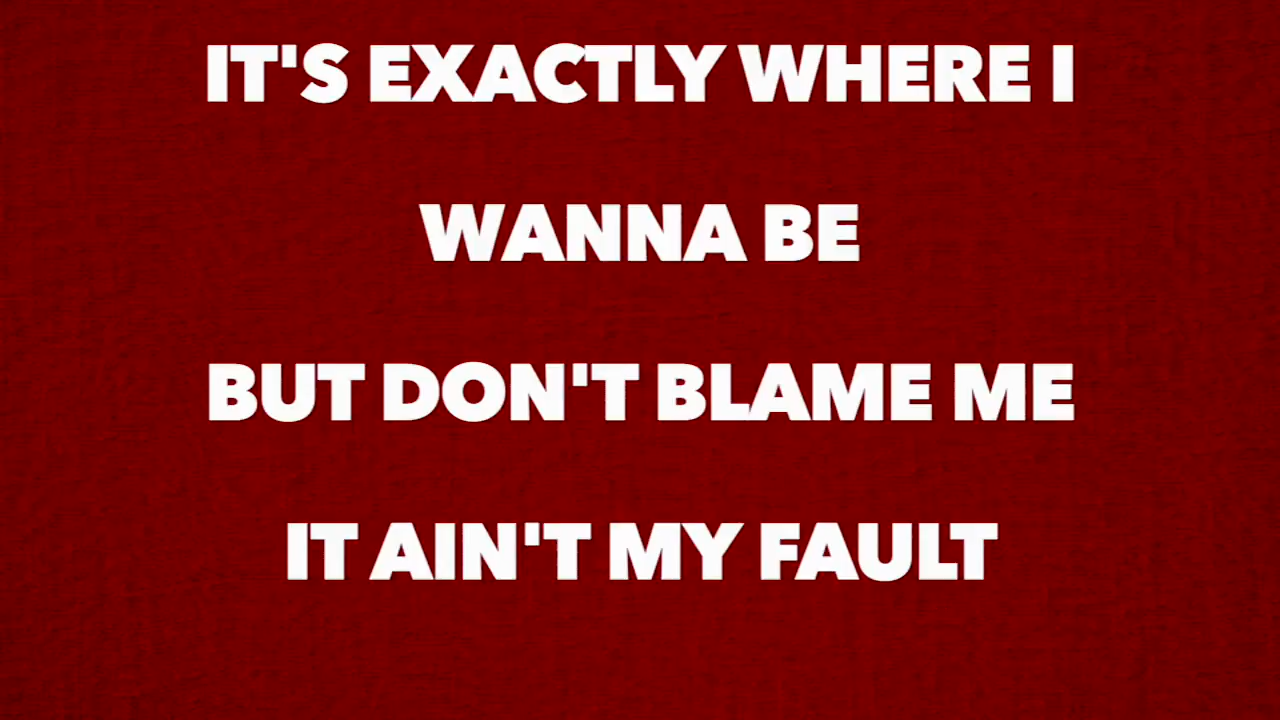 IT'S EXACTLY WHERE I
WANNA BE
BUT DON'T BLAME ME
IT AIN'T MY FAULT